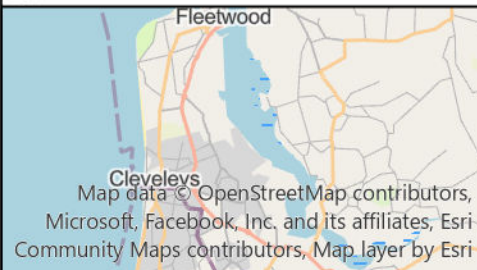 Fleetwood
Cleveleys
Map data © OpenStreetMap contributors,
Microsoft, Facebook, Inc. and its affiliates, Esri
Community Maps contributors, Map layer by Esri